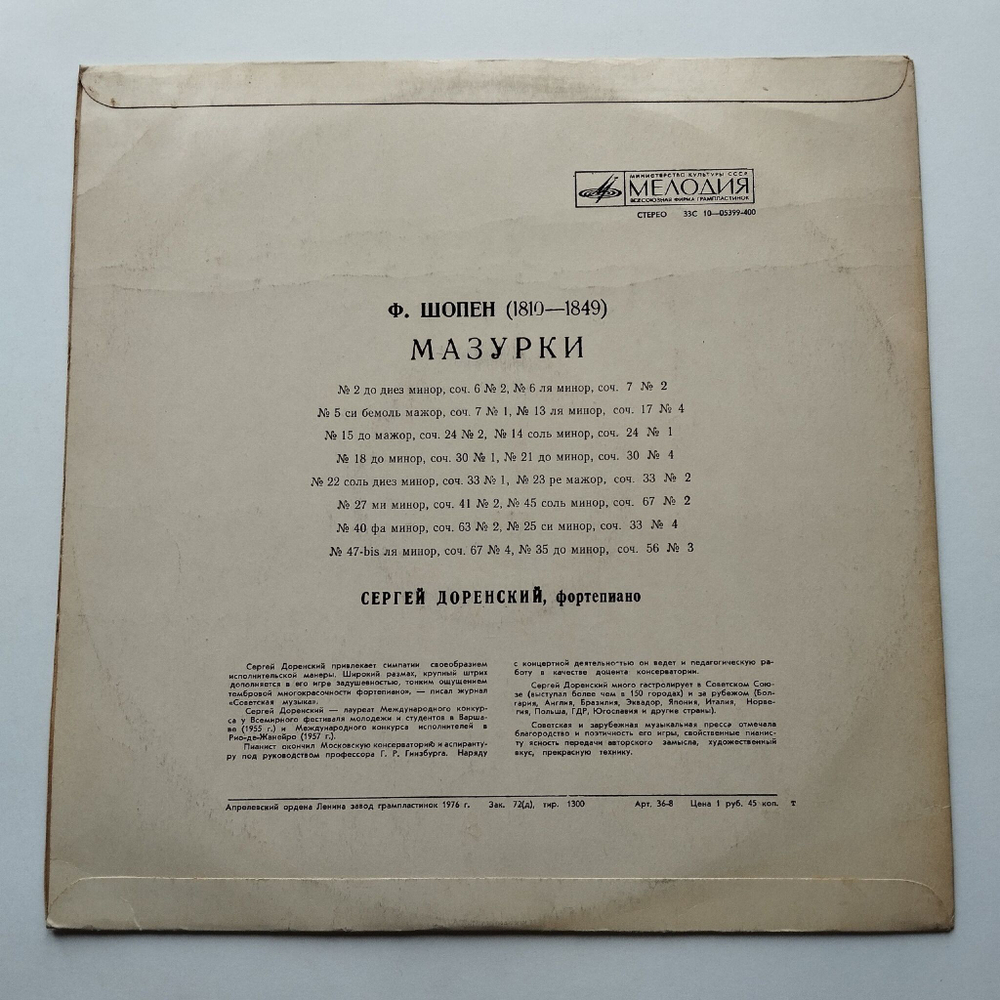 МИНИСТЕРСТВО КУЛЬТУРЫ СССР
МЕЛОДИЯ
ВСЕСОЮЗНАЯ ФИРМА ГРАМПЛАСТИНОК
СТЕРЕО 33С 10—05399-400
Ф. ШОПЕН (1810—1849)
МАЗУРКИ
№ 2 до диез минор, соч. 6 № 2, № 6 ля минор, соч. 7 № 2
№ 5 си бемоль мажор, соч. 7 № 1, № 13 ля минор, соч. 17 № 4
№ 15 до мажор, соч. 24 № 2, № 14 соль минор, соч. 24 № 1
№ 18 до минор, соч. 30 № 1, № 21 до минор, соч. 30 № 4
№ 22 соль диез минор, соч. 33 № 1, № 23 ре мажор, соч. 33 № 2
№ 27 ми минор, соч. 41 № 2, № 45 соль минор, соч. 67 № 2
№ 40 фа минор, соч. 63 № 2, № 25 си минор, соч. 33 № 4
№ 47-bis ля минор, соч. 67 № 4, № 35 до минор, соч. 56 № 3
СЕРГЕЙ ДОРЕНСКИЙ, фортепиано
Сергей Доренский привлекает симпатии своеобразием
исполнительской манеры. Широкий размах, крупный штрих
дополняется в его игре задушевностью, тонким ощущением
тембровой многокрасочности фортепиано», — писал журнал
«Советская музыка».
Сергей Доренский — лауреат Международного конкур-
са у Всемирного фестиваля молодежи и студентов в Варша-
ве (1955 г.) и Международного конкурса исполнителей в
Рио-де-Жанейро (1957 г.).
Пианист окончил Московскую консерваторию и аспиранту-
ру под руководством профессора Г. Р. Гинзбурга. Наряду
с концертной деятельностью он ведет и педагогическую ра-
боту в качестве доцента консерватории.
Сергей Доренский много гастролирует в Советском Сою-
зе (выступал более чем в 150 городах) и за рубежом (Бол-
гария, Англия, Бразилия, Эквадор, Япония, Италия, Норве-
гия, Польша, ГДР, Югославия и другие страны).
Советская и зарубежная музыкальная пресса отмечала
благородство и поэтичность его игры, свойственные пианис-
ту ясность передачи авторского замысла, художественный
вкус, прекрасную технику.
Апрелевский ордена Ленина завод грампластинок 1976 г. Зак. 72(д), тир. 1300 Арт. 36-8 Цена 1 руб. 45 коп. т